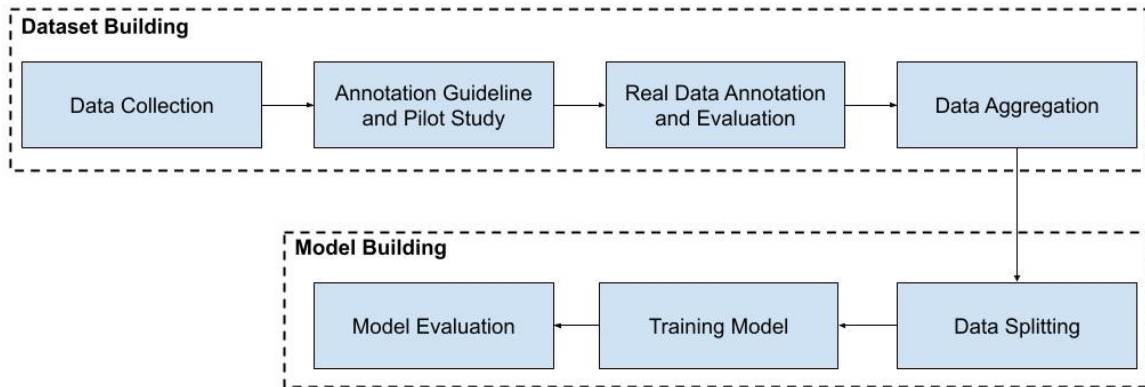 Dataset Building
Data Collection
Annotation Guideline
and Pilot Study
Real Data Annotation
and Evaluation
Data Aggregation
Model Building
Model Evaluation
Training Model
Data Splitting